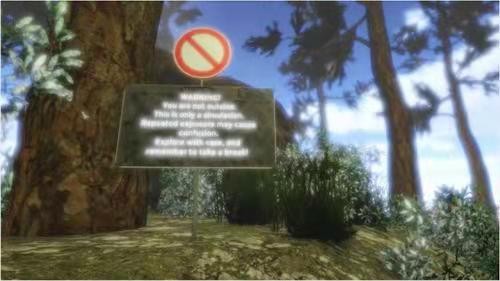 WARNING!
You are not outside.
This is only a simulation.
Repeated exposure may cause
confusion.
Explore with care, and
remember to take a break!